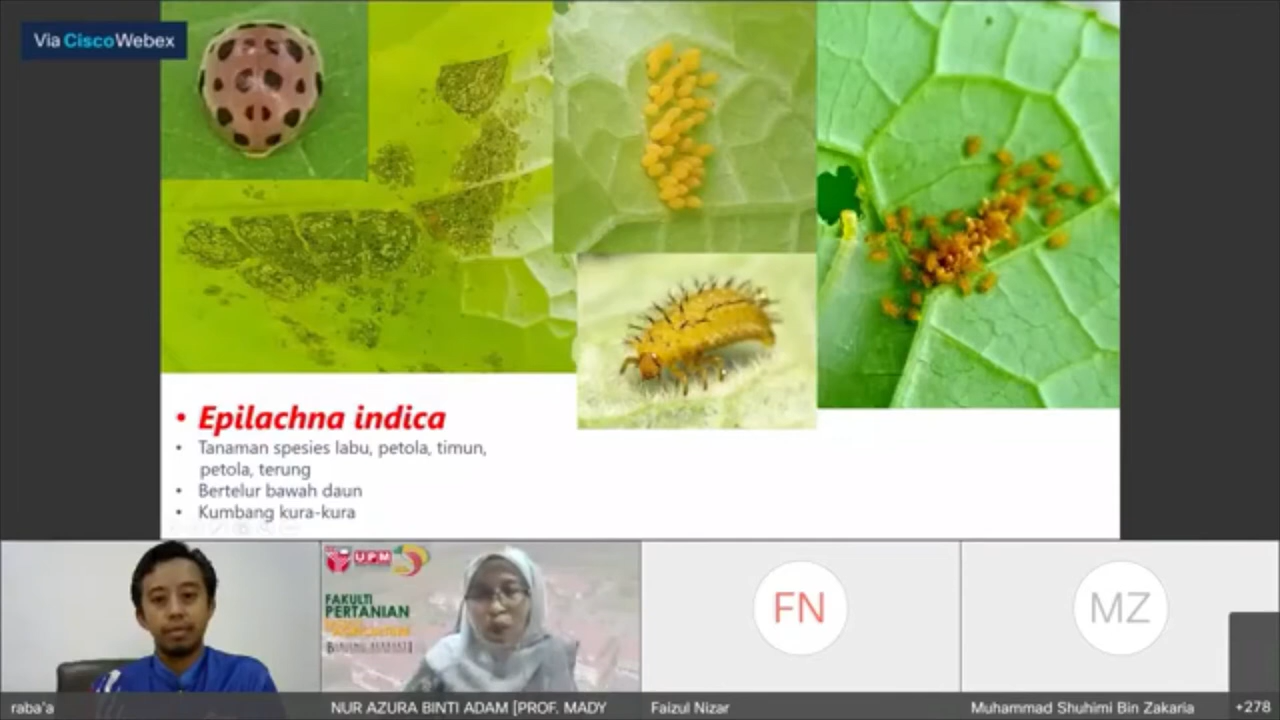 Via CiscoWebex
• Epilachna indica
• Tanaman spesies labu, petola, timun,
petola, terung
• Bertelur bawah daun
• Kumbang kura-kura
UPM
FAKULTI
PERTANIAN
FN
MZ
raba'a
NUR AZURA BINTI ADAM [PROF. MADY
Faizul Nizar
Muhammad Shuhimi Bin Zakaria
+278